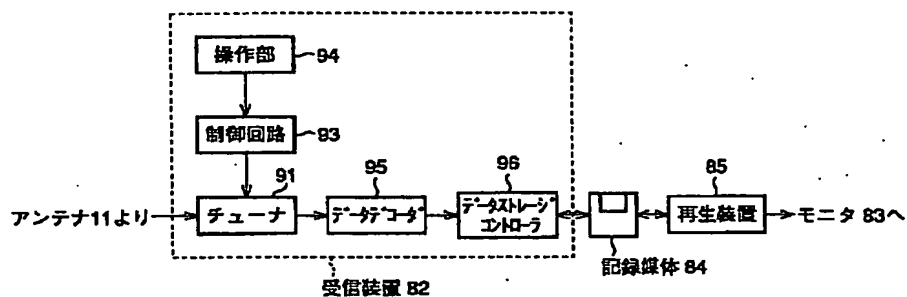 操作部
94
制御回路
93
91
95
96
85
アンテナ11より
チューナ
データデコーダ
データストレージ
コントローラ
再生装置
モニタ 83へ
記録媒体 84
受信装置 82